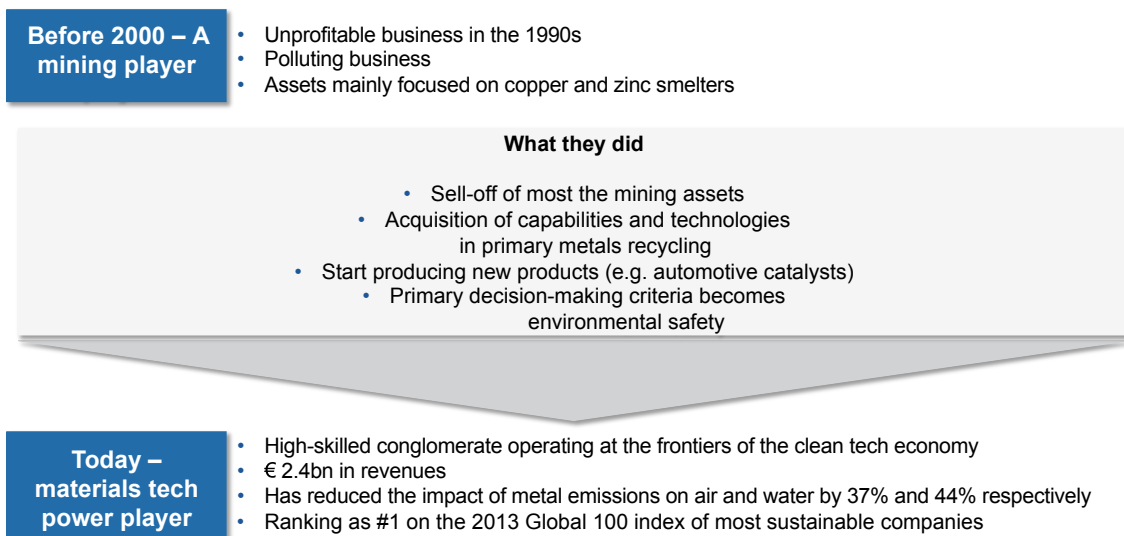 Before 2000 – A
mining player
• Unprofitable business in the 1990s
• Polluting business
• Assets mainly focused on copper and zinc smelters
What they did
• Sell-off of most the mining assets
• Acquisition of capabilities and technologies
in primary metals recycling
• Start producing new products (e.g. automotive catalysts)
• Primary decision-making criteria becomes
environmental safety
Today –
materials tech
power player
• High-skilled conglomerate operating at the frontiers of the clean tech economy
• € 2.4bn in revenues
• Has reduced the impact of metal emissions on air and water by 37% and 44% respectively
• Ranking as #1 on the 2013 Global 100 index of most sustainable companies